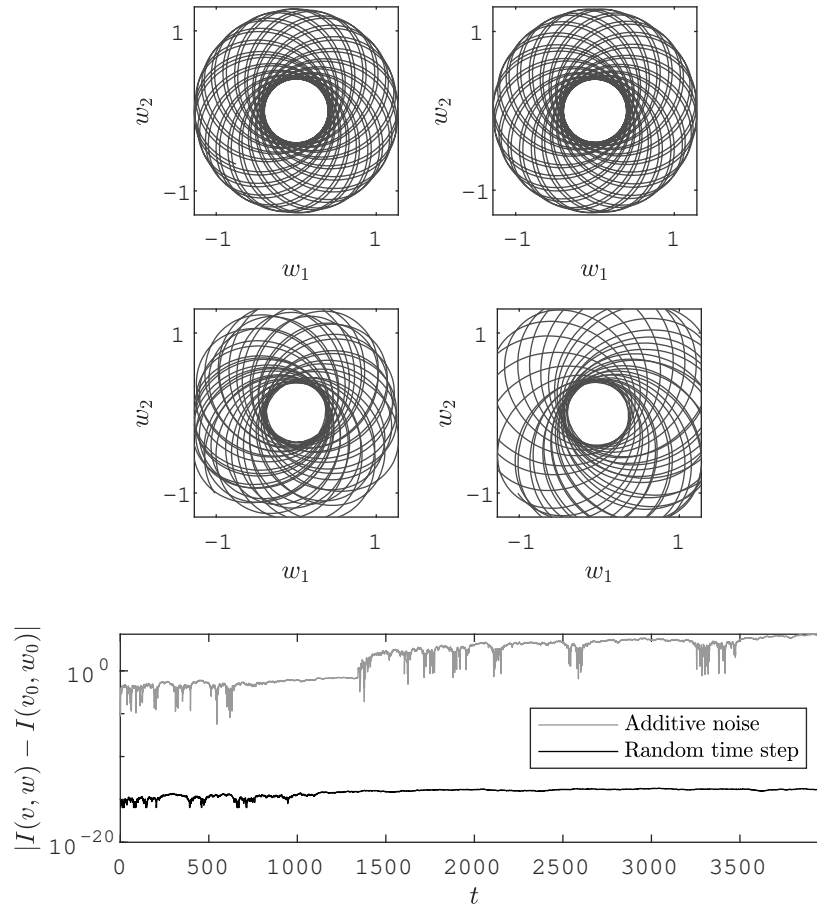 1
1
w₂
w₂
−1
−1
−1
1
−1
1
w₁
w₁
1
1
w₂
w₂
−1
−1
−1
1
−1
1
w₁
w₁
|I(v, w) − I(v₀, w₀)|
10⁰
Additive noise
Random time step
10⁻²⁰
0 500 1000 1500 2000 2500 3000 3500
t